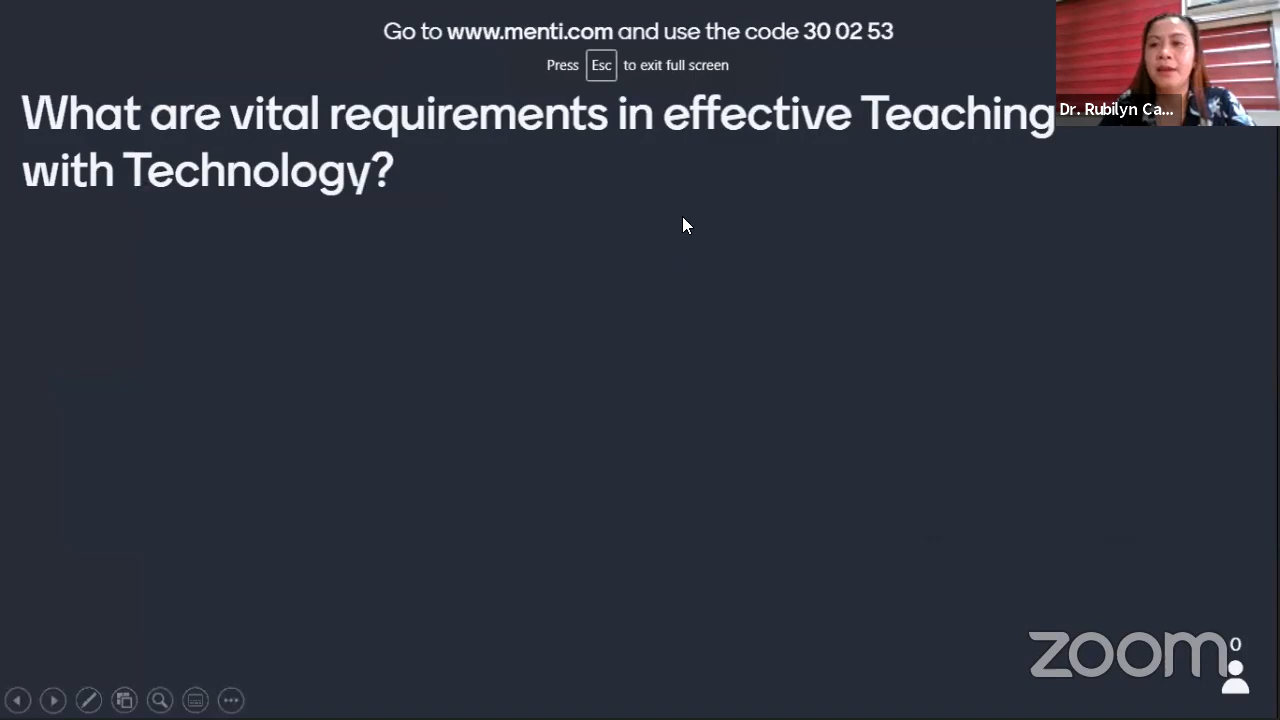 Go to www.menti.com and use the code 30 02 53
Press Esc to exit full screen
What are vital requirements in effective Teaching
with Technology?
Dr. Rubilyn Ca...
zoom
0